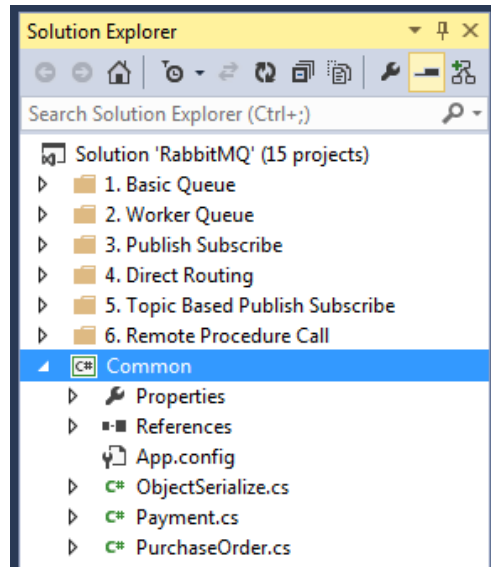 Solution Explorer
Search Solution Explorer (Ctrl+;)
Solution 'RabbitMQ' (15 projects)
1. Basic Queue
2. Worker Queue
3. Publish Subscribe
4. Direct Routing
5. Topic Based Publish Subscribe
6. Remote Procedure Call
C# Common
Properties
References
App.config
C# ObjectSerialize.cs
C# Payment.cs
C# PurchaseOrder.cs